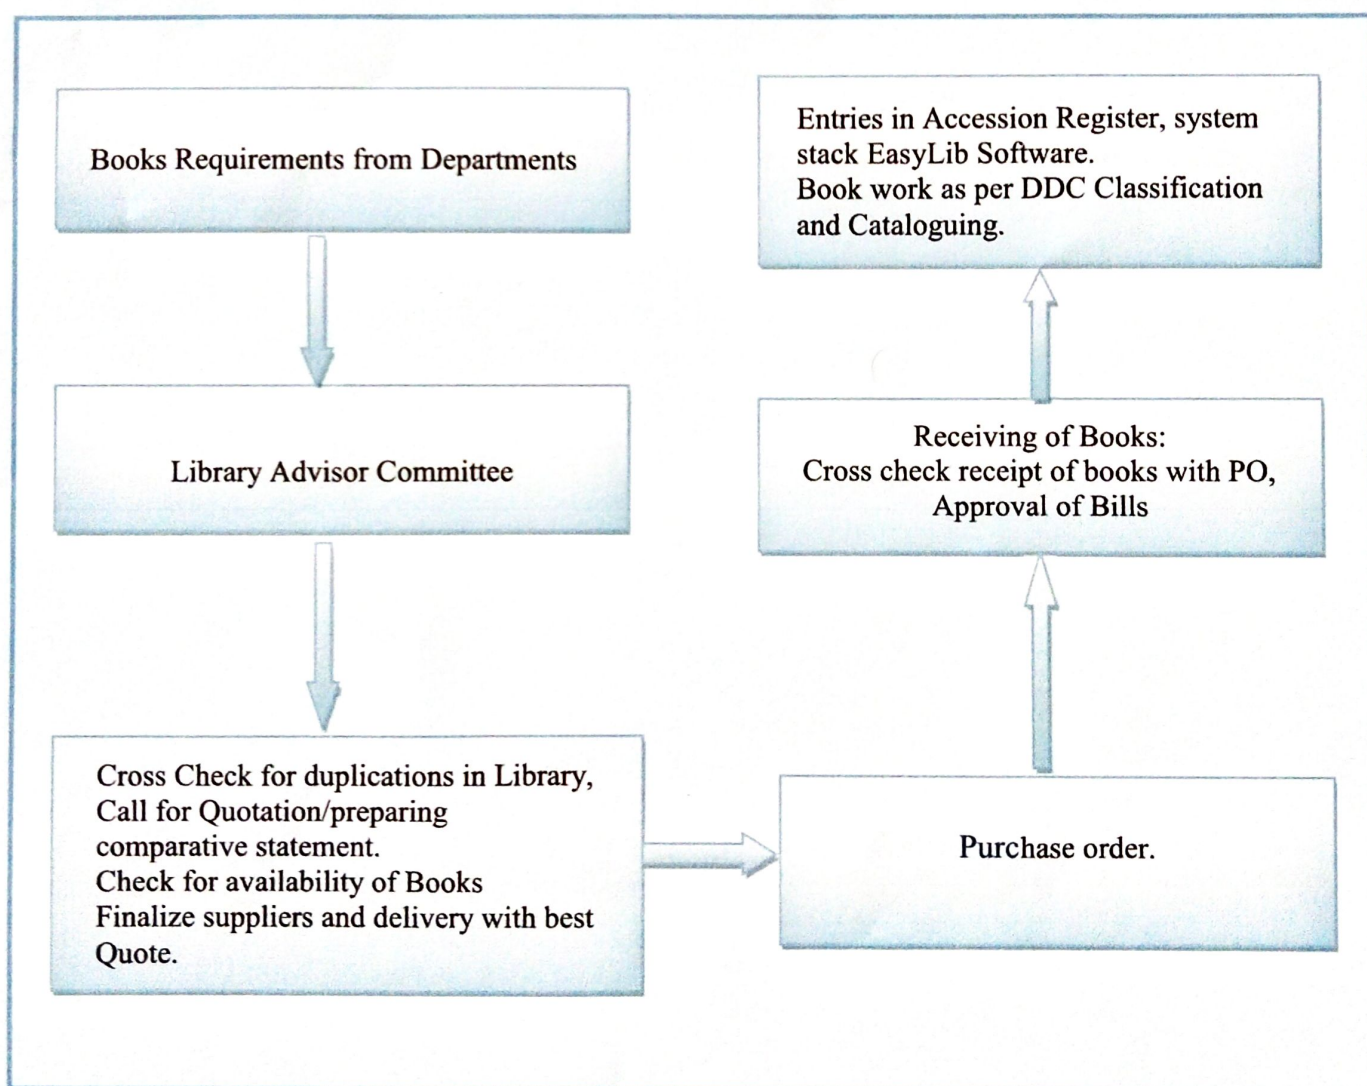 Books Requirements from Departments
Library Advisor Committee
Cross Check for duplications in Library,
Call for Quotation/preparing
comparative statement.
Check for availability of Books
Finalize suppliers and delivery with best
Quote.
Purchase order.
Receiving of Books:
Cross check receipt of books with PO,
Approval of Bills
Entries in Accession Register, system
stack EasyLib Software.
Book work as per DDC Classification
and Cataloguing.